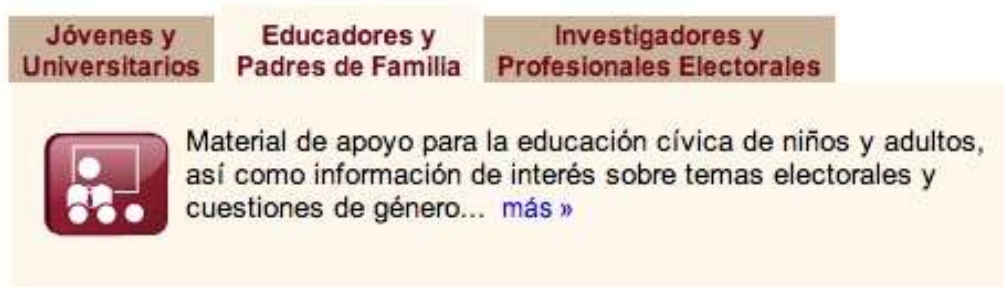 Jóvenes y
Universitarios
Educadores y
Padres de Familia
Investigadores y
Profesionales Electorales
Material de apoyo para la educación cívica de niños y adultos,
así como información de interés sobre temas electorales y
cuestiones de género... más »